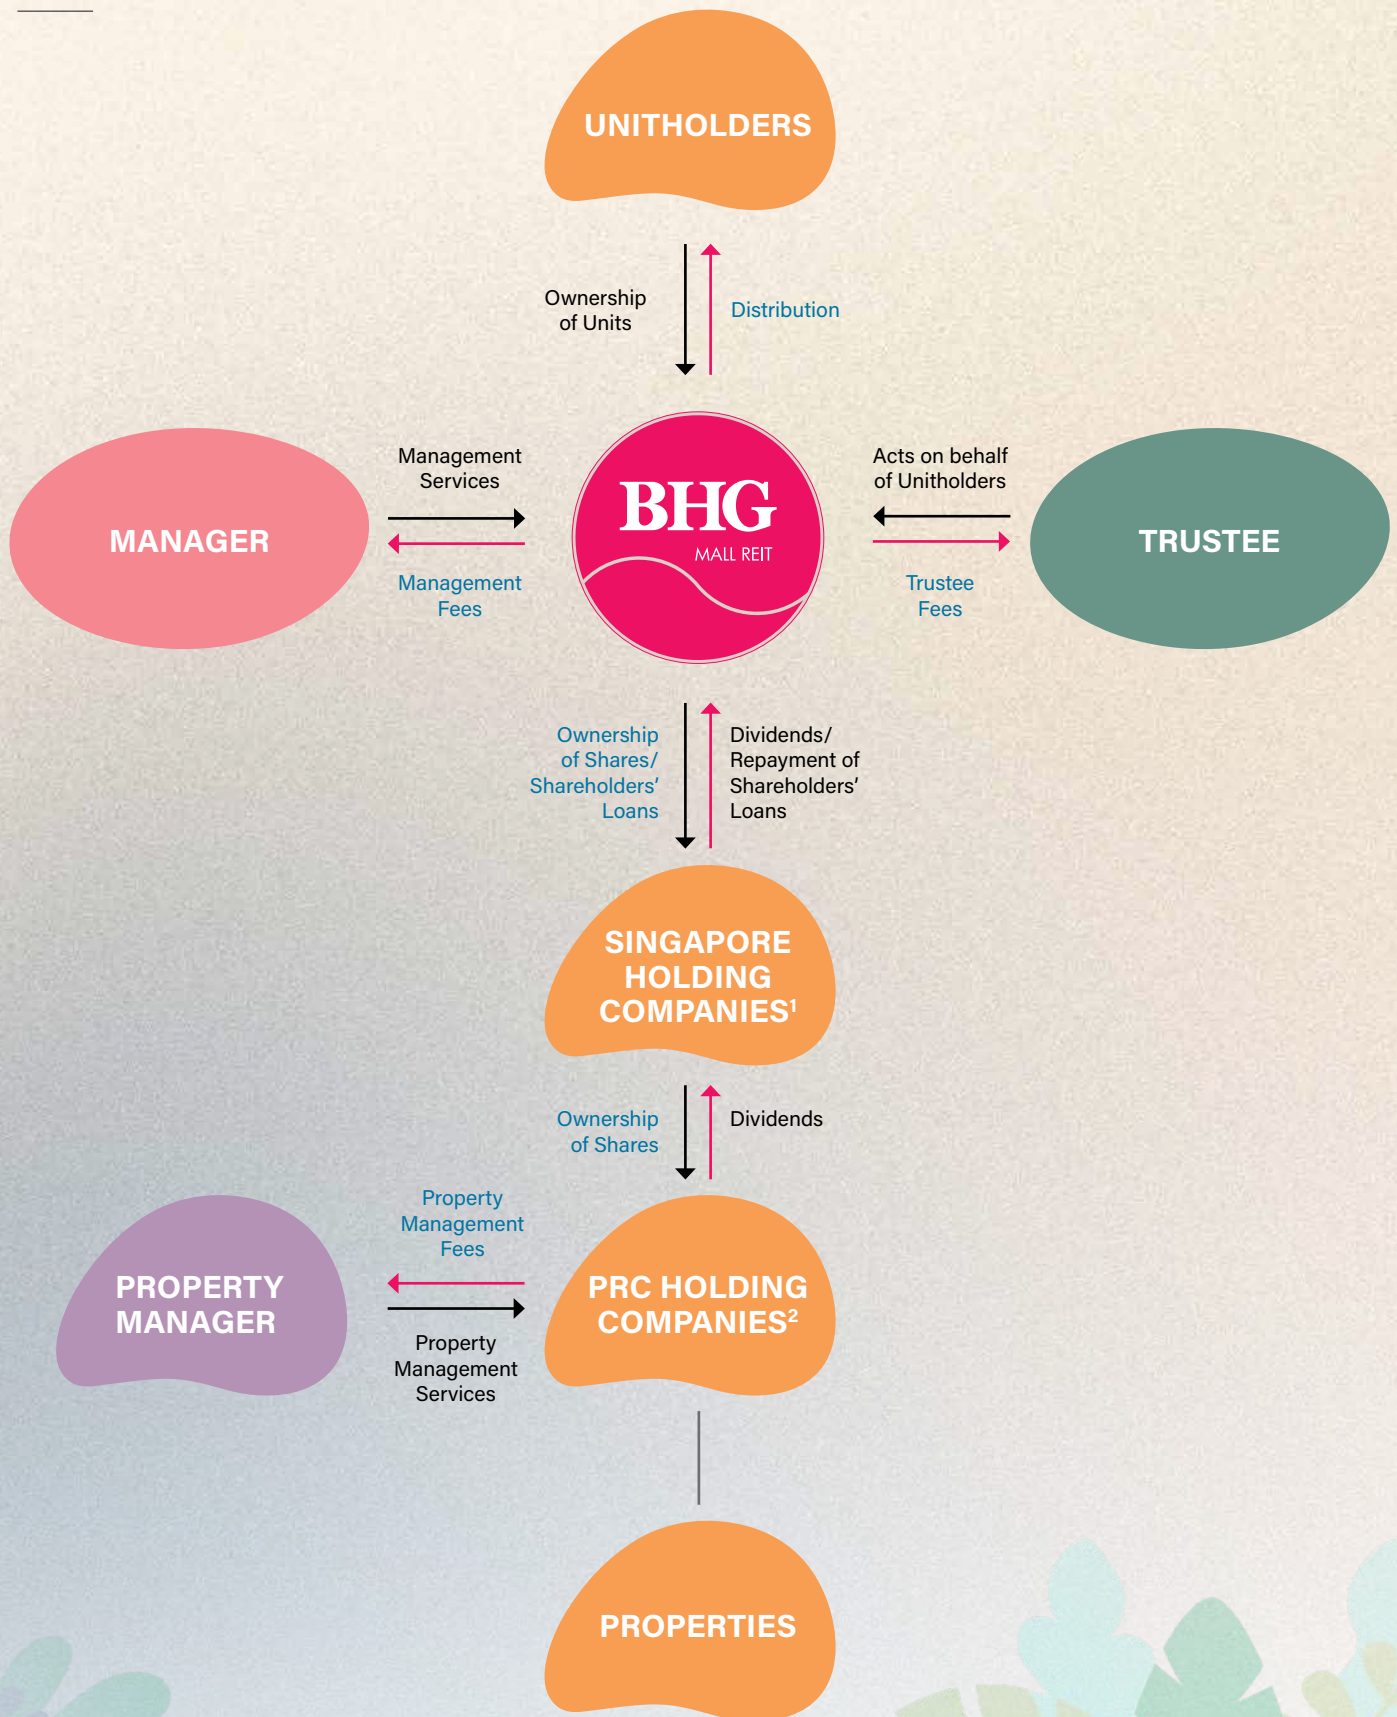 UNITHOLDERS
Ownership
of Units
Distribution
MANAGER
Management
Services
Management
Fees
BHG
MALL REIT
Acts on behalf
of Unitholders
Trustee
Fees
TRUSTEE
Ownership
of Shares/
Shareholders’
Loans
Dividends/
Repayment of
Shareholders’
Loans
SINGAPORE
HOLDING
COMPANIES¹
Ownership
of Shares
Dividends
PROPERTY
MANAGER
Property
Management
Fees
Property
Management
Services
PRC HOLDING
COMPANIES²
PROPERTIES